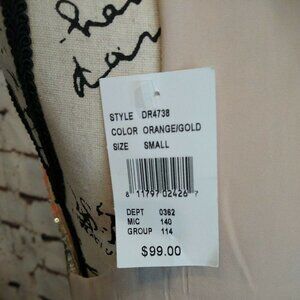 STYLE DR4738
COLOR ORANGE/GOLD
SIZE SMALL
8 11797 02426 7
DEPT 0362
MIC 140
GROUP 114
$99.00